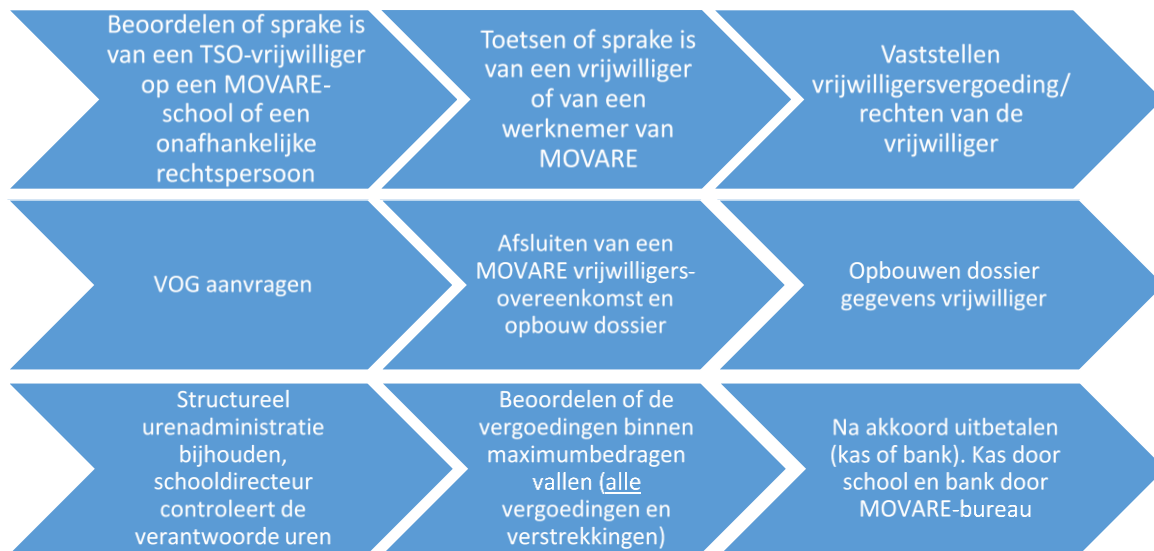 Beoordelen of sprake is
van een TSO-vrijwilliger
op een MOVARE-
school of een
onafhankelijke
rechtspersoon
Toetsen of sprake is
van een vrijwilliger
of van een
werknemer van
MOVARE
Vaststellen
vrijwilligersvergoeding/
rechten van de
vrijwilliger
VOG aanvragen
Afsluiten van een
MOVARE vrijwilligers-
overeenkomst en
opbouw dossier
Opbouwen dossier
gegevens vrijwilliger
Structureel
urenadministratie
bijhouden,
schooldirecteur
controleert de
verantwoorde uren
Beoordelen of de
vergoedingen binnen
maximumbedragen
vallen (alle
vergoedingen en
verstrekkingen)
Na akkoord uitbetalen
(kas of bank). Kas door
school en bank door
MOVARE-bureau